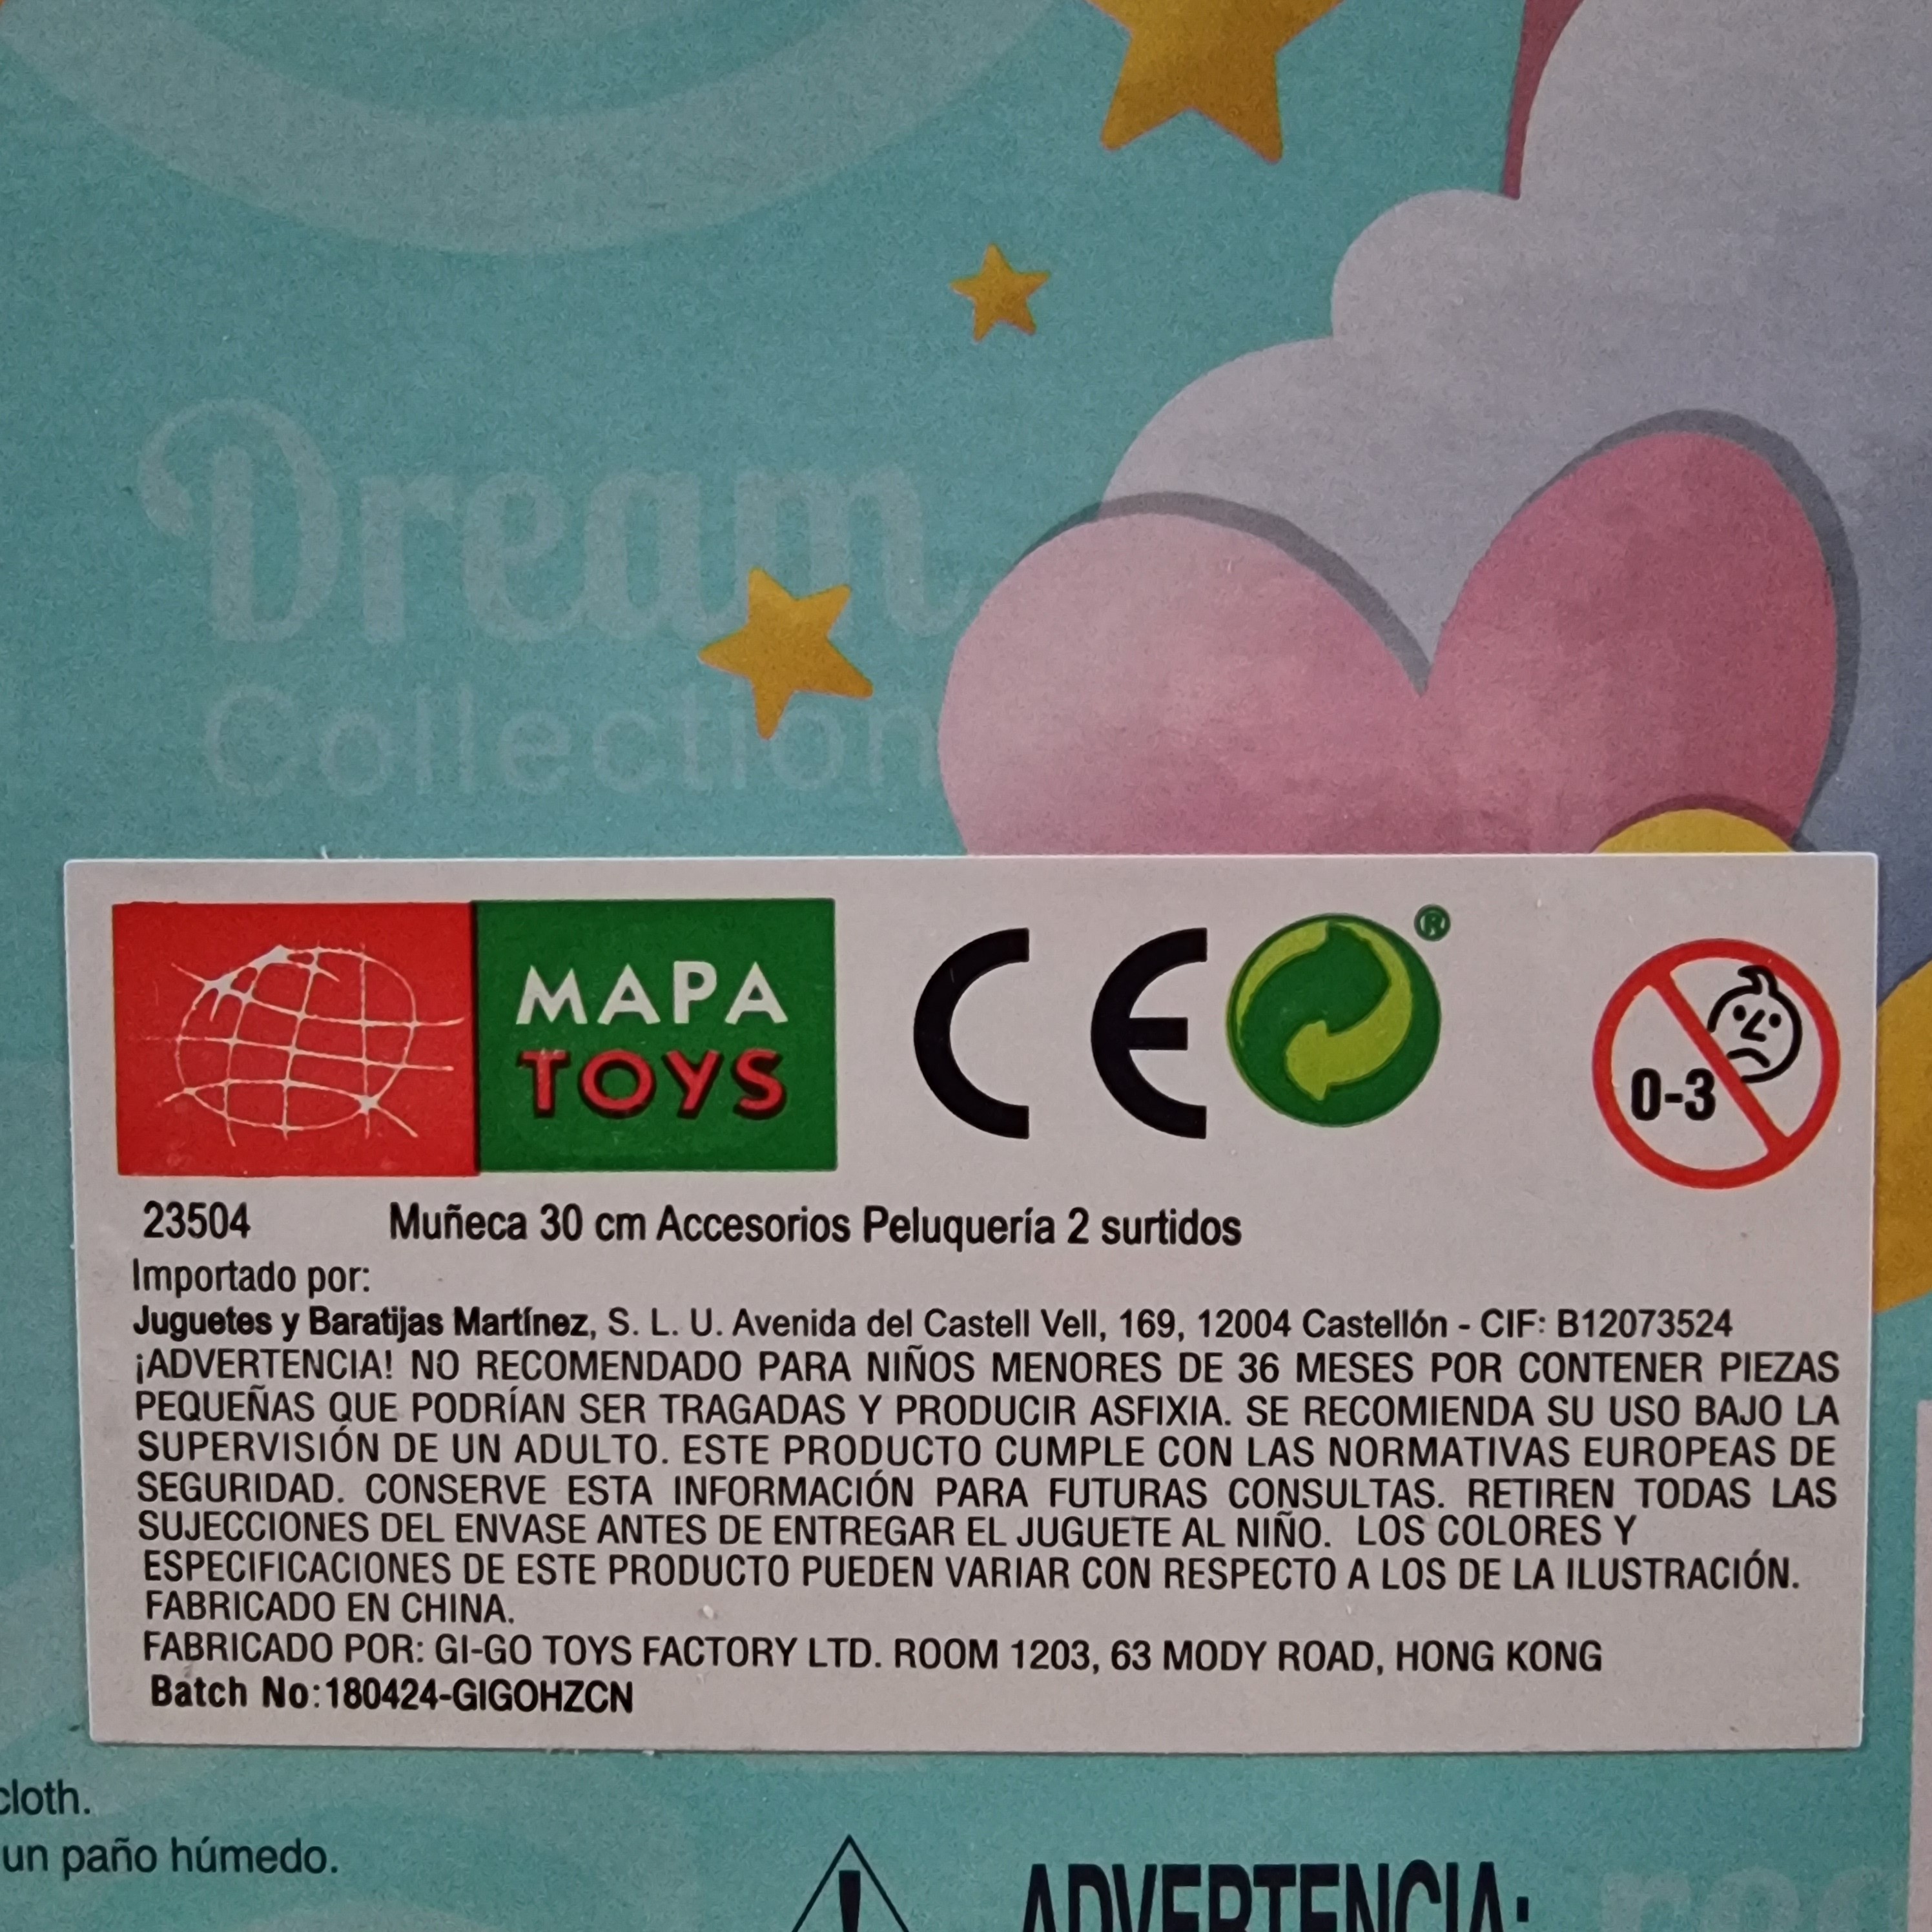 Dream
Collection
MAPA
TOYS
CE
®
0-3
23504 Muñeca 30 cm Accesorios Peluquería 2 surtidos
Importado por:
Juguetes y Baratijas Martínez, S. L. U. Avenida del Castell Vell, 169, 12004 Castellón - CIF: B12073524
¡ADVERTENCIA! NO RECOMENDADO PARA NIÑOS MENORES DE 36 MESES POR CONTENER PIEZAS
PEQUEÑAS QUE PODRÍAN SER TRAGADAS Y PRODUCIR ASFIXIA. SE RECOMIENDA SU USO BAJO LA
SUPERVISIÓN DE UN ADULTO. ESTE PRODUCTO CUMPLE CON LAS NORMATIVAS EUROPEAS DE
SEGURIDAD. CONSERVE ESTA INFORMACIÓN PARA FUTURAS CONSULTAS. RETIREN TODAS LAS
SUJECCIONES DEL ENVASE ANTES DE ENTREGAR EL JUGUETE AL NIÑO. LOS COLORES Y
ESPECIFICACIONES DE ESTE PRODUCTO PUEDEN VARIAR CON RESPECTO A LOS DE LA ILUSTRACIÓN.
FABRICADO EN CHINA.
FABRICADO POR: GI-GO TOYS FACTORY LTD. ROOM 1203, 63 MODY ROAD, HONG KONG
Batch No:180424-GIGOHZCN
cloth.
un paño húmedo.
ADVERTENCIA: